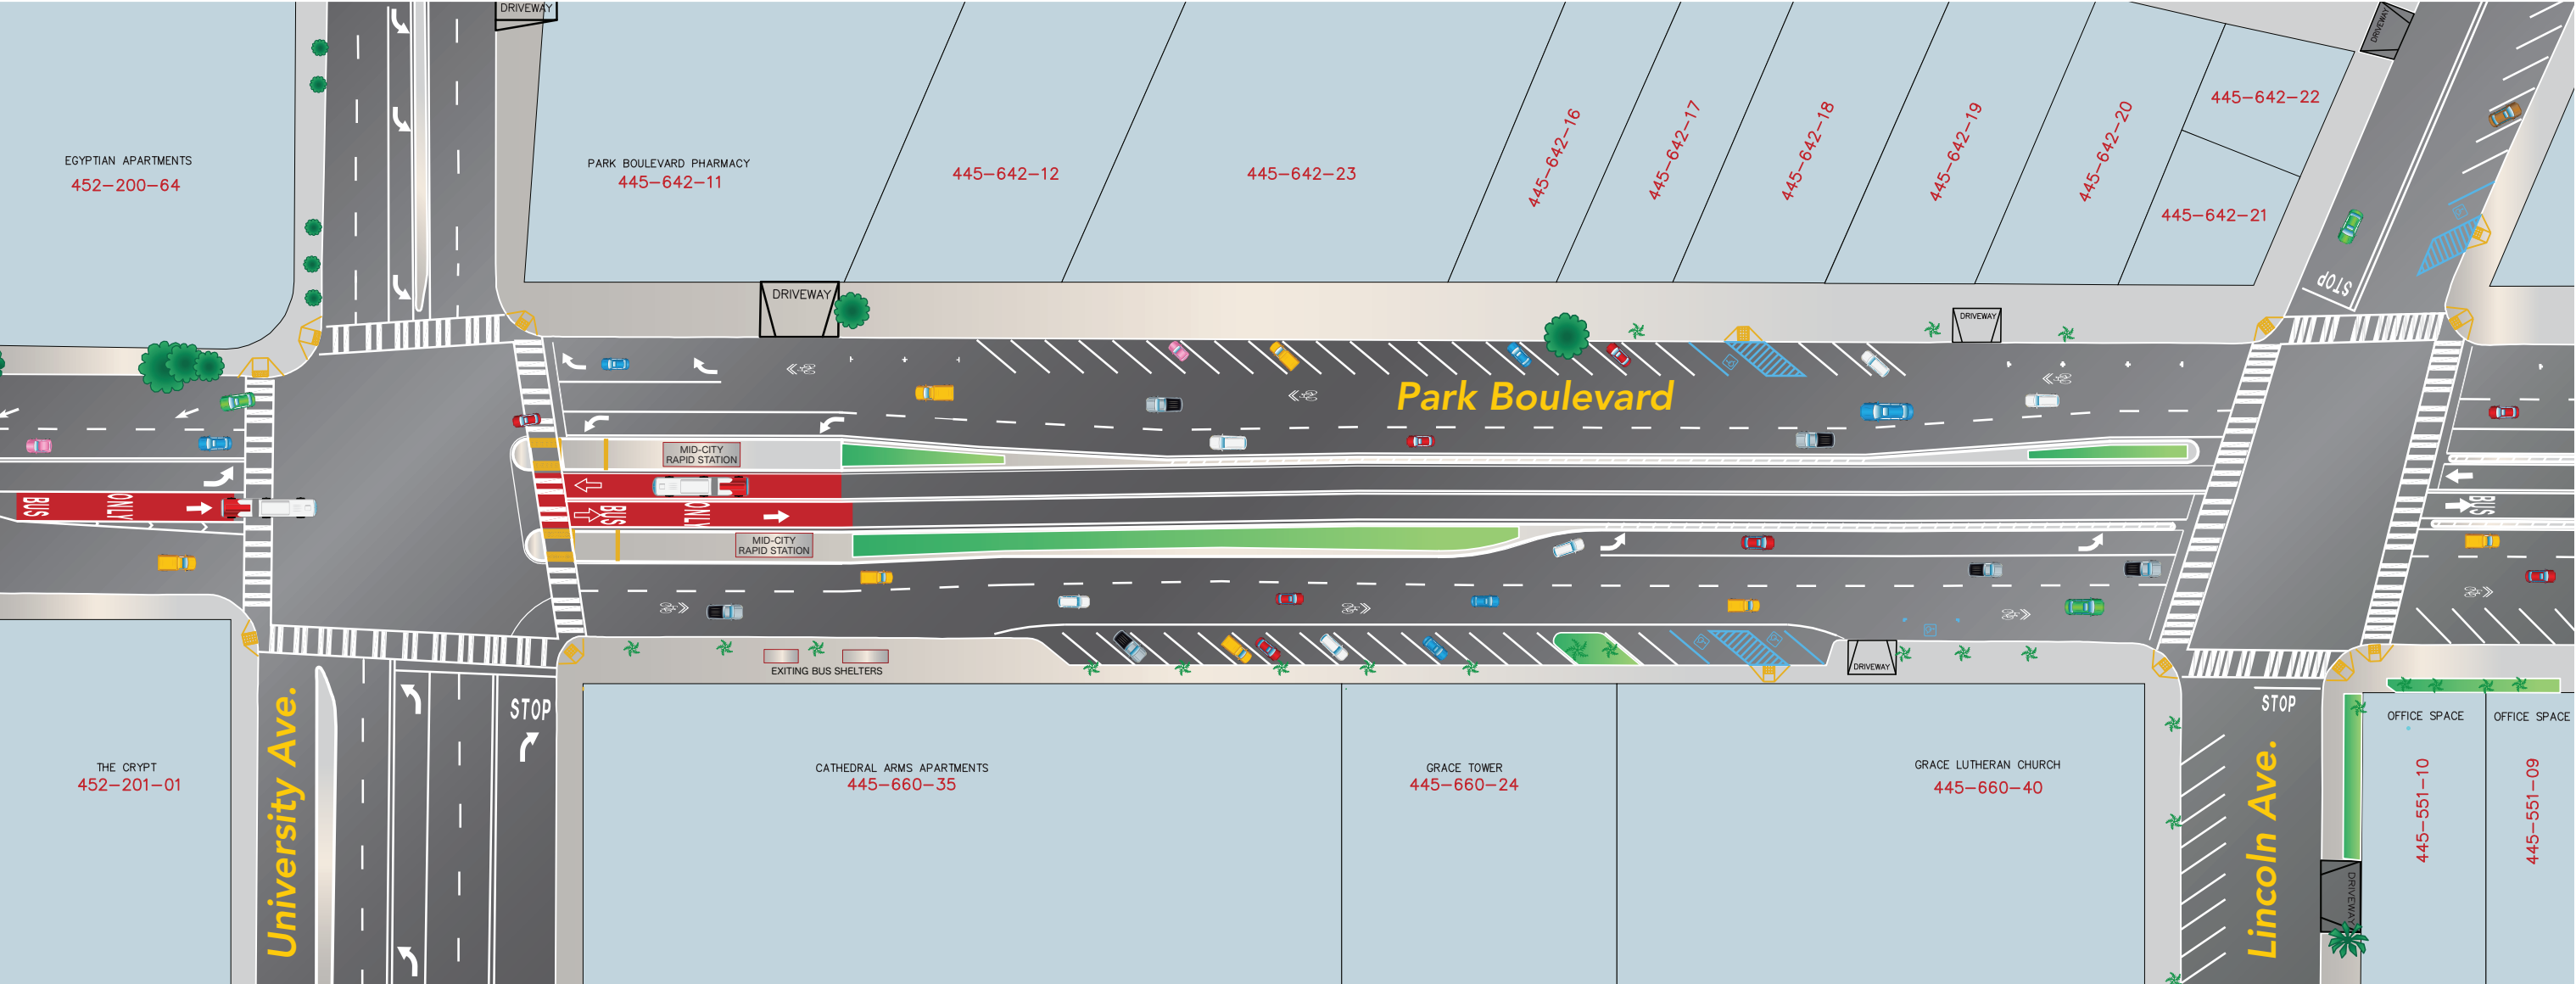 DRIVEWAY
DRIVEWAY
EGYPTIAN APARTMENTS
452-200-64
PARK BOULEVARD PHARMACY
445-642-11
445-642-12
445-642-23
445-642-16
445-642-17
445-642-18
445-642-19
445-642-20
445-642-22
445-642-21
STOP
DRIVEWAY
DRIVEWAY
Park Boulevard
MID-CITY
RAPID STATION
BUS
ONLY
BUS
ONLY
BUS
MID-CITY
RAPID STATION
EXITING BUS SHELTERS
DRIVEWAY
University Ave.
STOP
Lincoln Ave.
STOP
OFFICE SPACE
OFFICE SPACE
THE CRYPT
452-201-01
CATHEDRAL ARMS APARTMENTS
445-660-35
GRACE TOWER
445-660-24
GRACE LUTHERAN CHURCH
445-660-40
445-551-10
445-551-09
DRIVEWAY